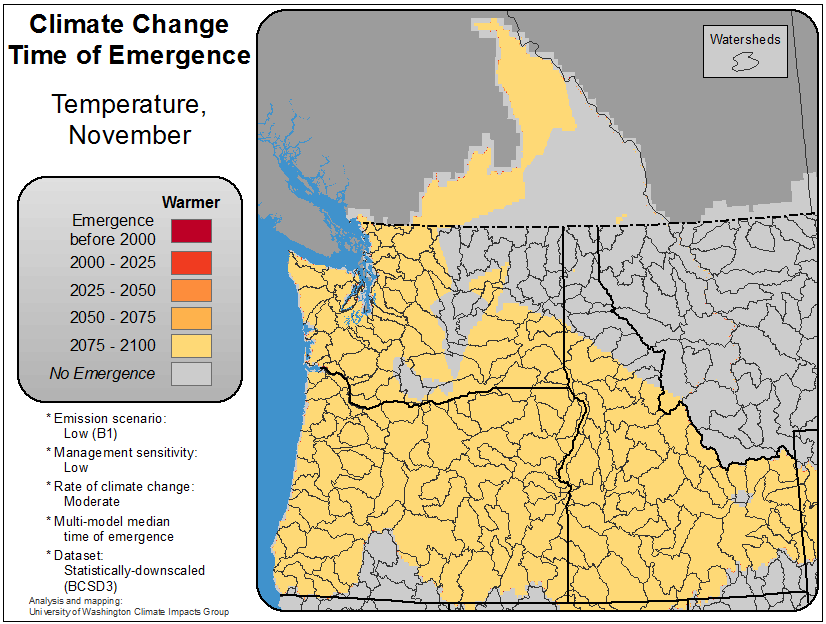 Climate Change
Time of Emergence
Temperature,
November
Warmer
Emergence
before 2000
2000 - 2025
2025 - 2050
2050 - 2075
2075 - 2100
No Emergence
* Emission scenario:
Low (B1)
* Management sensitivity:
Low
* Rate of climate change:
Moderate
* Multi-model median
time of emergence
* Dataset:
Statistically-downscaled
(BCSD3)
Analysis and mapping:
University of Washington Climate Impacts Group
Watersheds